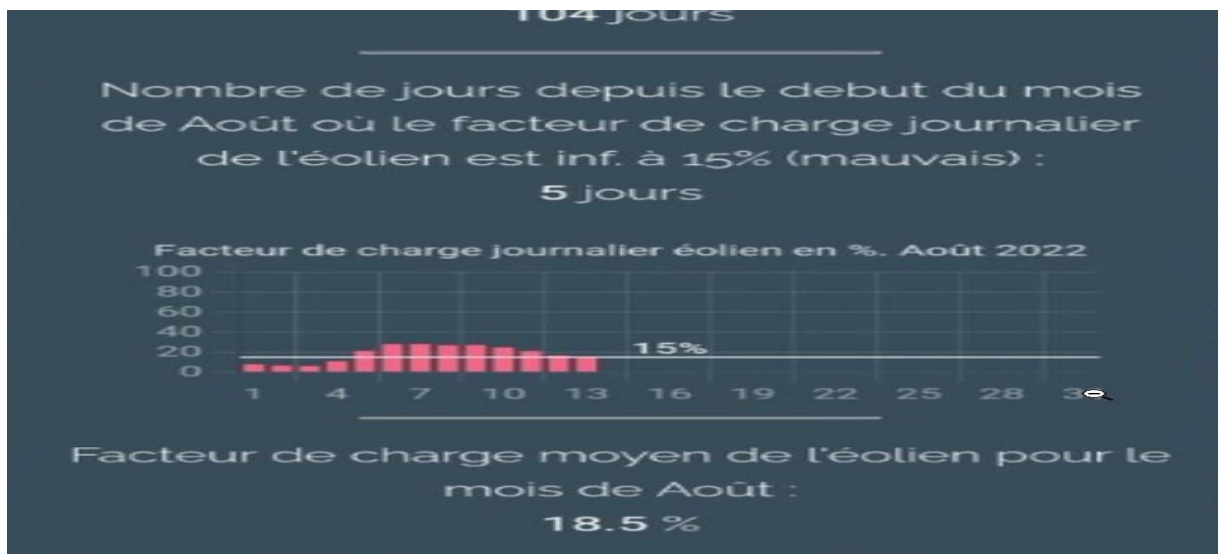 104 jours
Nombre de jours depuis le debut du mois
de Août où le facteur de charge journalier
de l'éolien est inf. à 15% (mauvais) :
5 jours
Facteur de charge journalier éolien en %. Août 2022
100
80
60
40
20
0
15%
1 4 7 10 13 16 19 22 25 28
Facteur de charge moyen de l'éolien pour le
mois de Août :
18.5 %